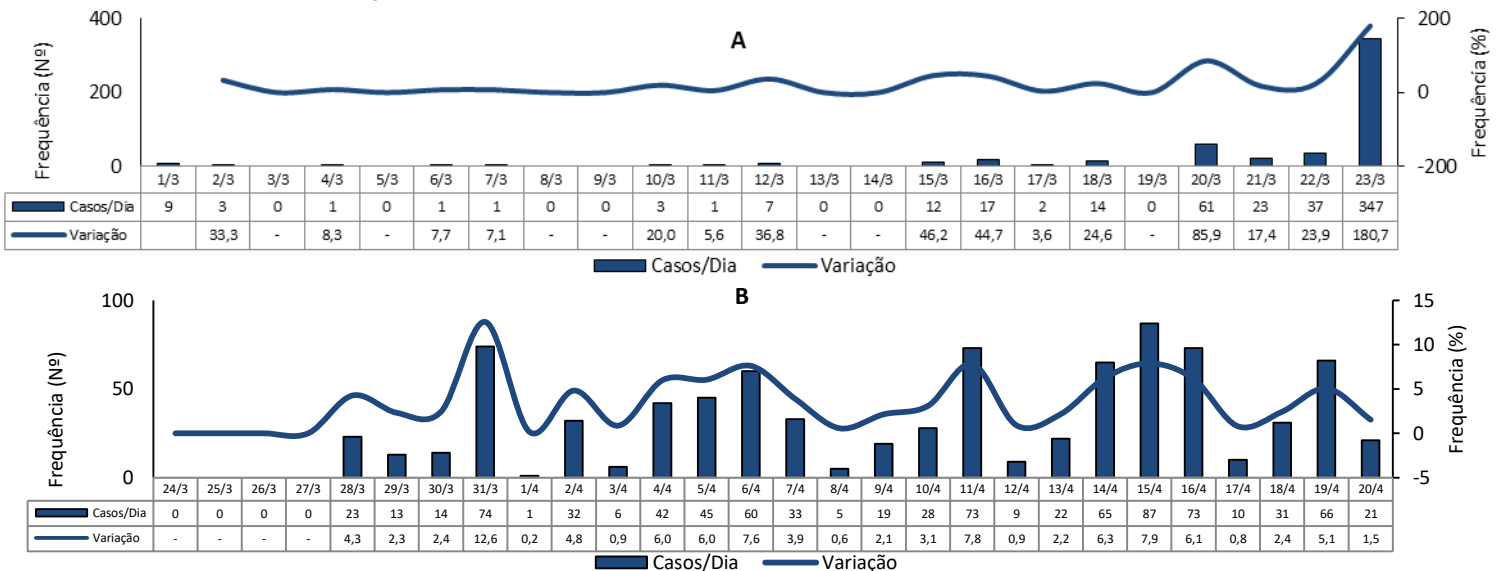 400
200
0
Frequência (Nº)
A
200
0
-200
Frequência (%)
1/3 2/3 3/3 4/3 5/3 6/3 7/3 8/3 9/3 10/3 11/3 12/3 13/3 14/3 15/3 16/3 17/3 18/3 19/3 20/3 21/3 22/3 23/3
Casos/Dia 9 3 0 1 0 1 1 0 0 3 1 7 0 0 12 17 2 14 0 61 23 37 347
Variação 33,3 - 8,3 - 7,7 7,1 - - 20,0 5,6 36,8 - - 46,2 44,7 3,6 24,6 - 85,9 17,4 23,9 180,7
Casos/Dia Variação
B
100
50
0
Frequência (Nº)
15
10
5
0
-5
Frequência (%)
24/3 25/3 26/3 27/3 28/3 29/3 30/3 31/3 1/4 2/4 3/4 4/4 5/4 6/4 7/4 8/4 9/4 10/4 11/4 12/4 13/4 14/4 15/4 16/4 17/4 18/4 19/4 20/4
Casos/Dia 0 0 0 0 23 13 14 74 1 32 6 42 45 60 33 5 19 28 73 9 22 65 87 73 10 31 66 21
Variação - - - - 4,3 2,3 2,4 12,6 0,2 4,8 0,9 6,0 6,0 7,6 3,9 0,6 2,1 3,1 7,8 0,9 2,2 6,3 7,9 6,1 0,8 2,4 5,1 1,5
Casos/Dia Variação